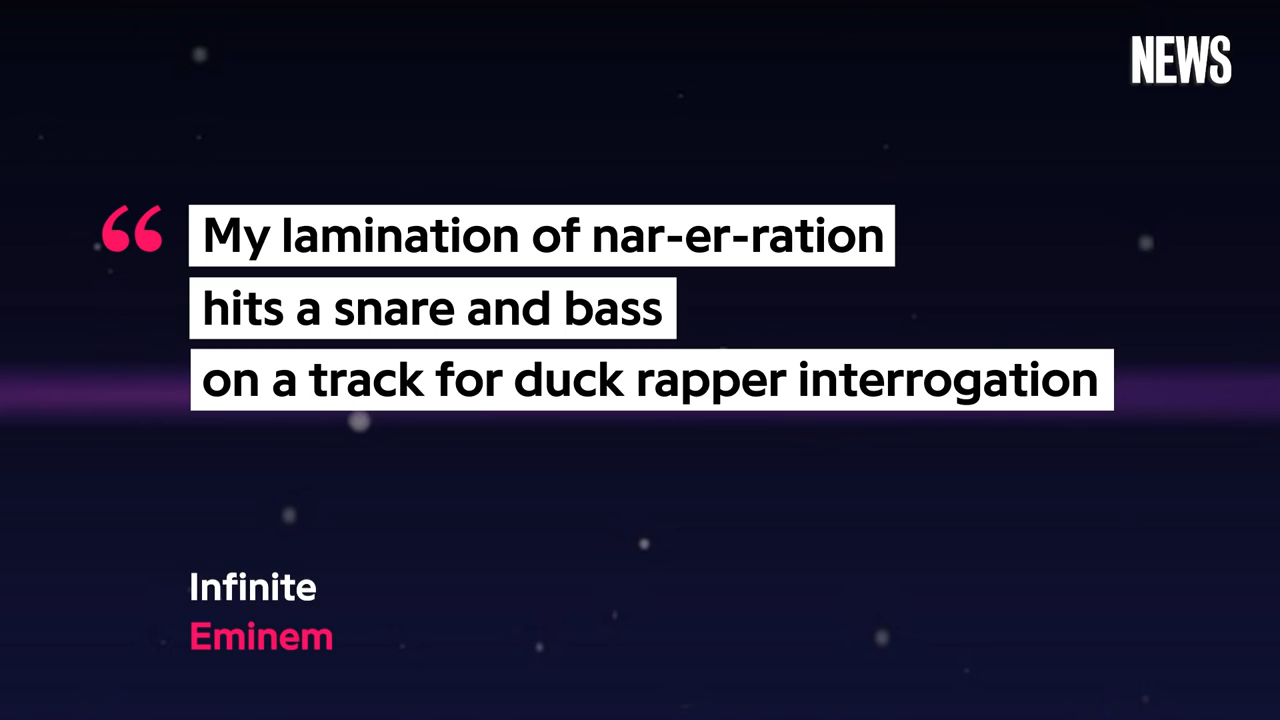 NEWS
“ My lamination of nar-er-ration
hits a snare and bass
on a track for duck rapper interrogation
Infinite
Eminem